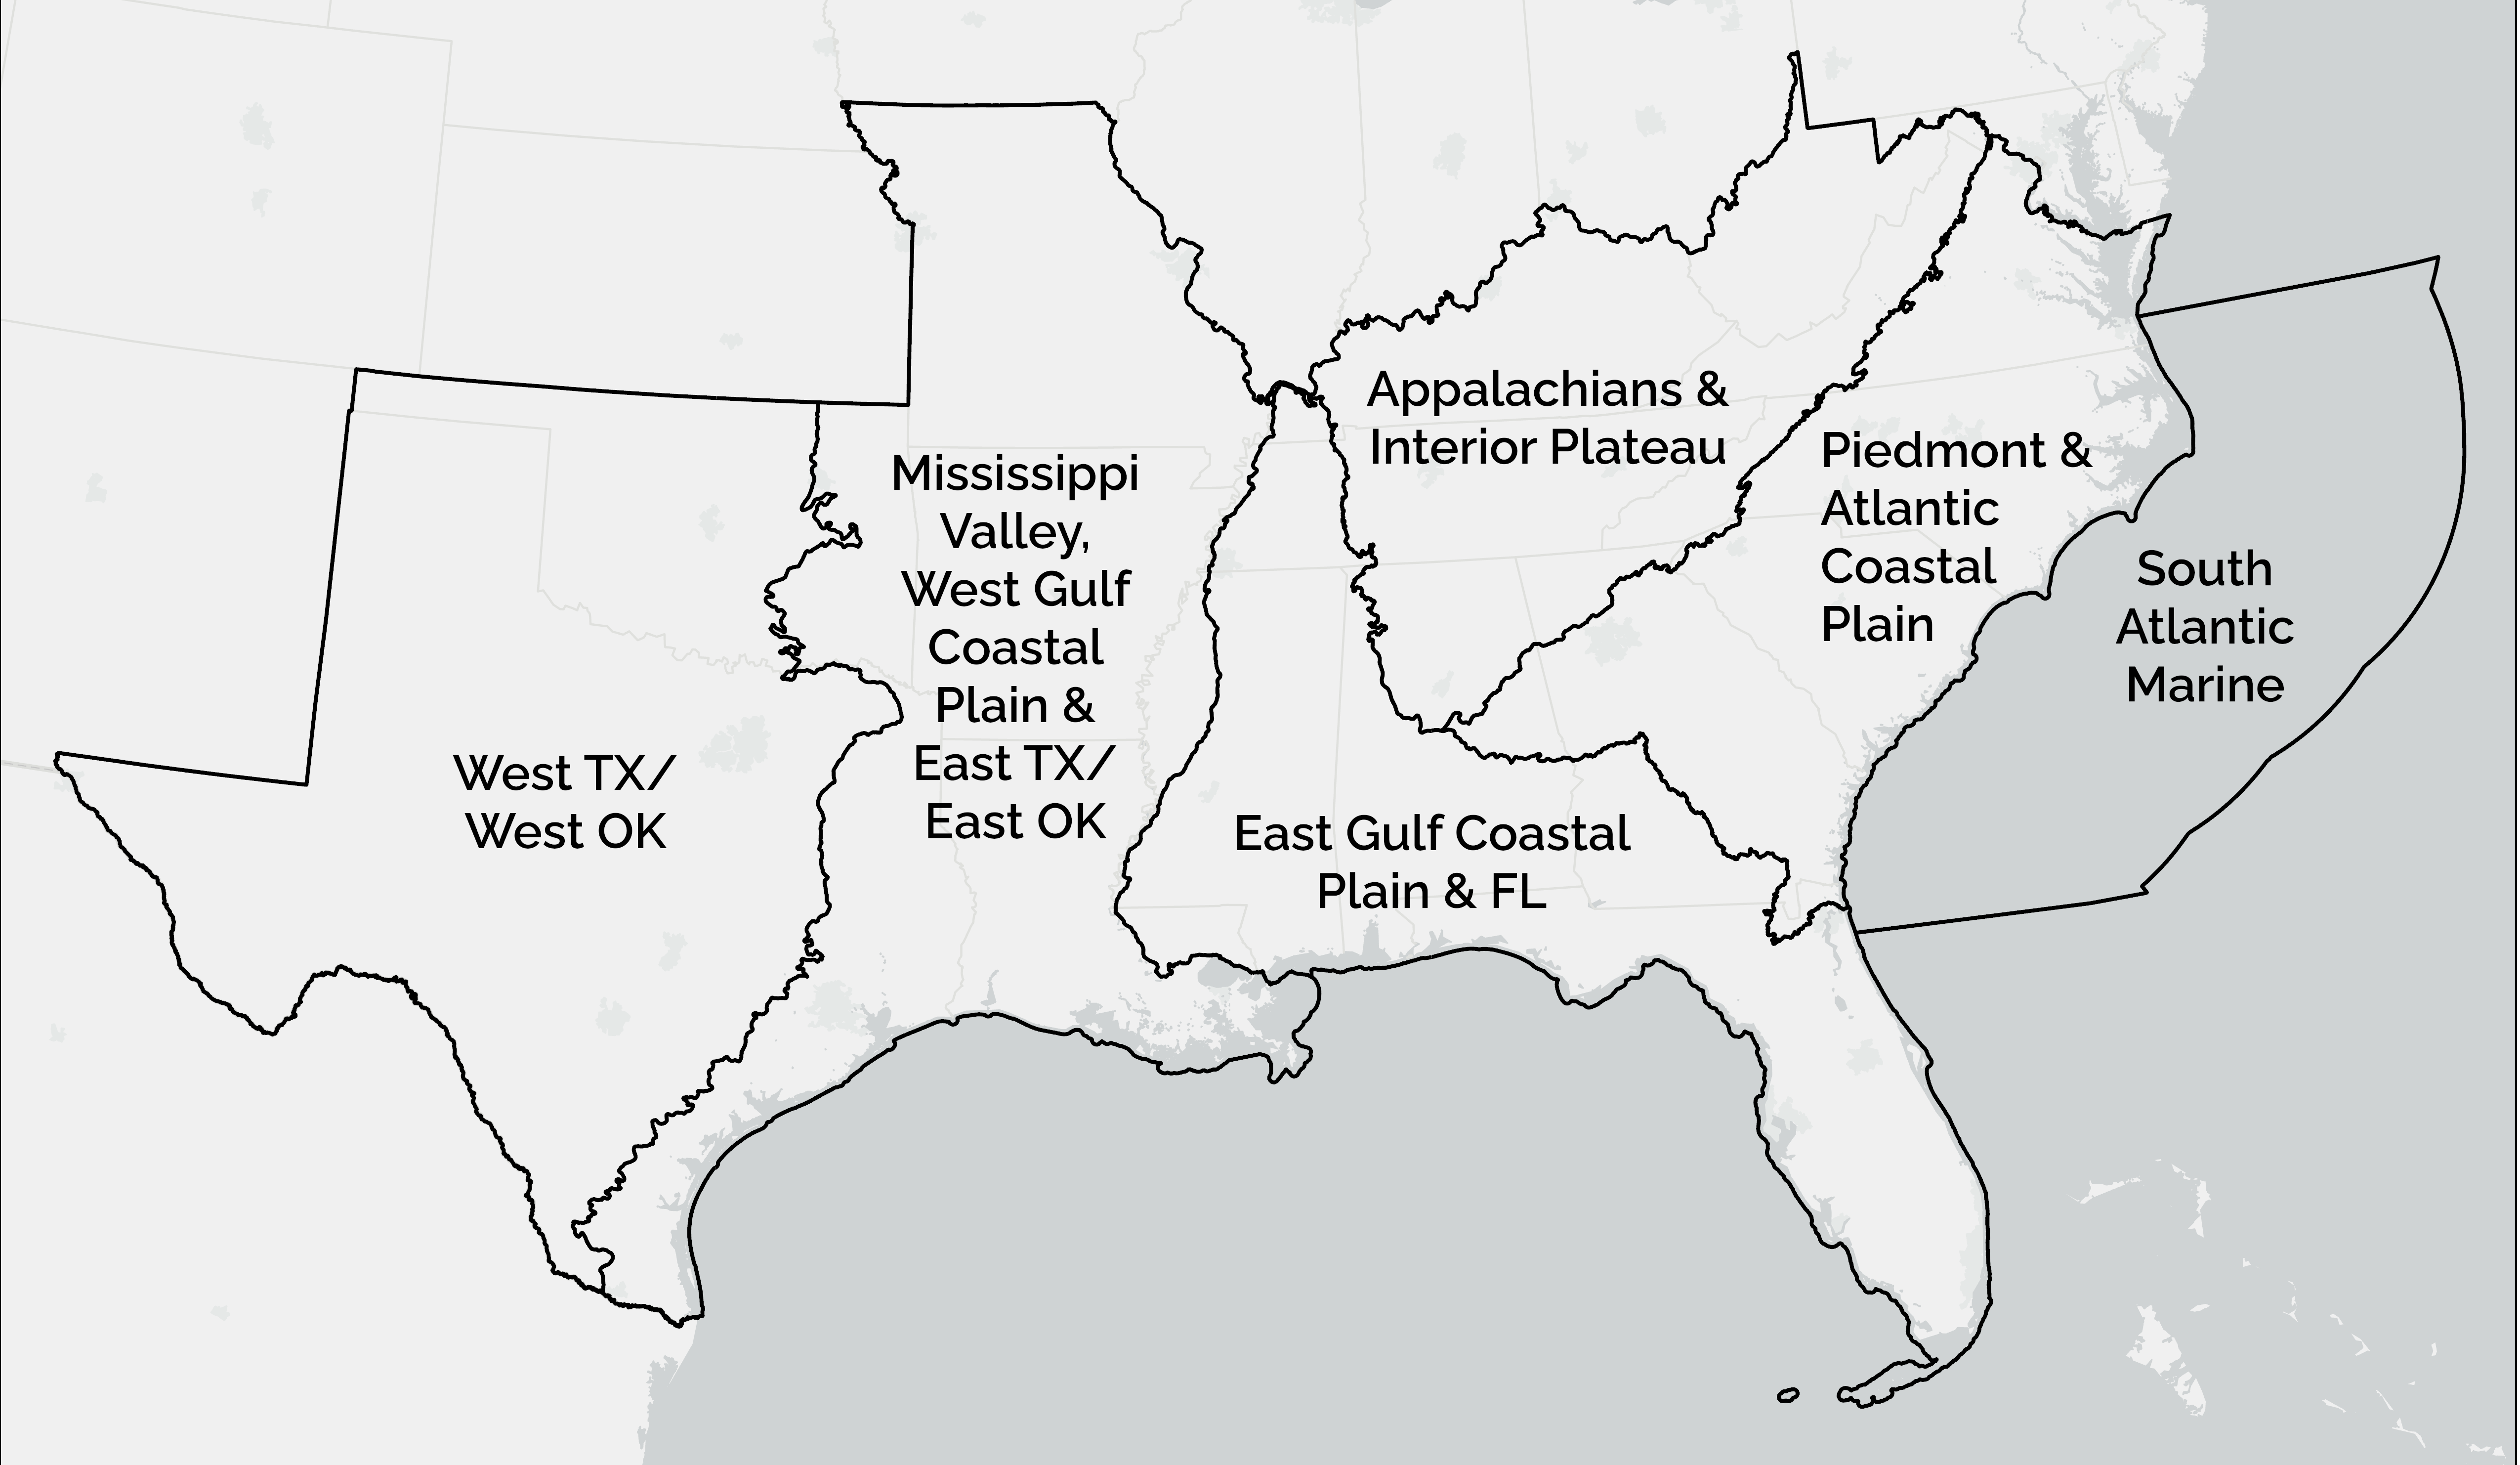 Appalachians &
Interior Plateau
Piedmont &
Atlantic
Coastal
Plain
Mississippi
Valley,
West Gulf
Coastal
Plain &
East TX/
East OK
South
Atlantic
Marine
West TX/
West OK
East Gulf Coastal
Plain & FL